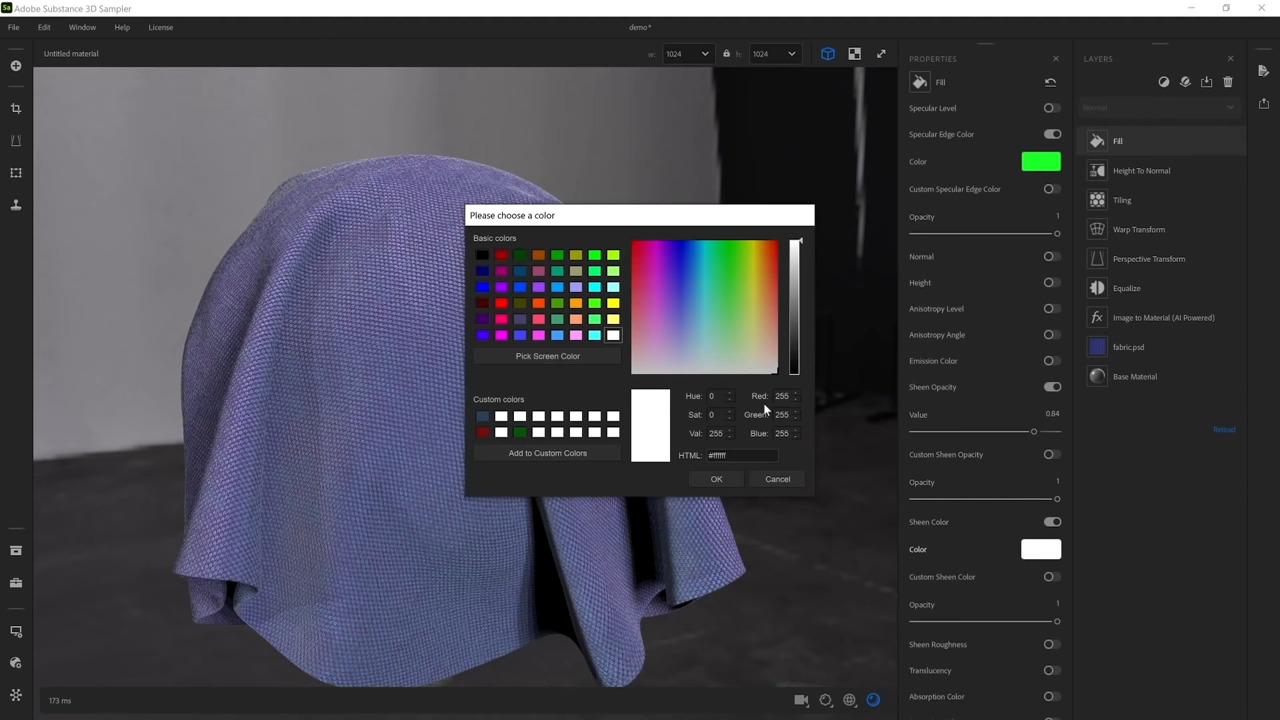 Sa Adobe Substance 3D Sampler
File Edit Window Help License
demo*
Untitled material
w: 1024 h: 1024
PROPERTIES
Fill
Specular Level
Specular Edge Color
Color
Custom Specular Edge Color
Opacity 1
Normal
Height
Anisotropy Level
Anisotropy Angle
Emission Color
Sheen Opacity
Value 0.84
Custom Sheen Opacity
Opacity 1
Sheen Color
Color
Custom Sheen Color
Opacity 1
Sheen Roughness
Translucency
Absorption Color
LAYERS
Normal
Fill
Height To Normal
Tiling
Warp Transform
Perspective Transform
Equalize
fx Image to Material (AI Powered)
fabric.psd
Base Material
Reload
Please choose a color
Basic colors
Pick Screen Color
Custom colors
Add to Custom Colors
Hue: 0 Red: 255
Sat: 0 Green: 255
Val: 255 Blue: 255
HTML: #ffffff
OK Cancel
173 ms